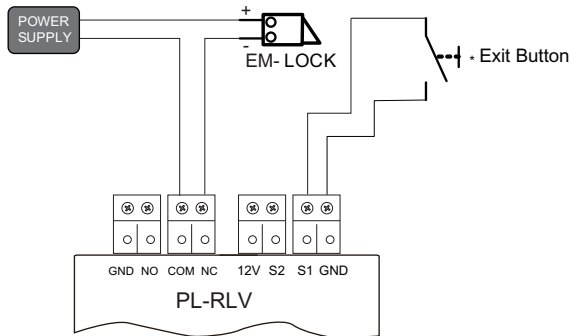 POWER
SUPPLY
+
-
EM- LOCK
* Exit Button
GND NO COM NC 12V S2 S1 GND
PL-RLV